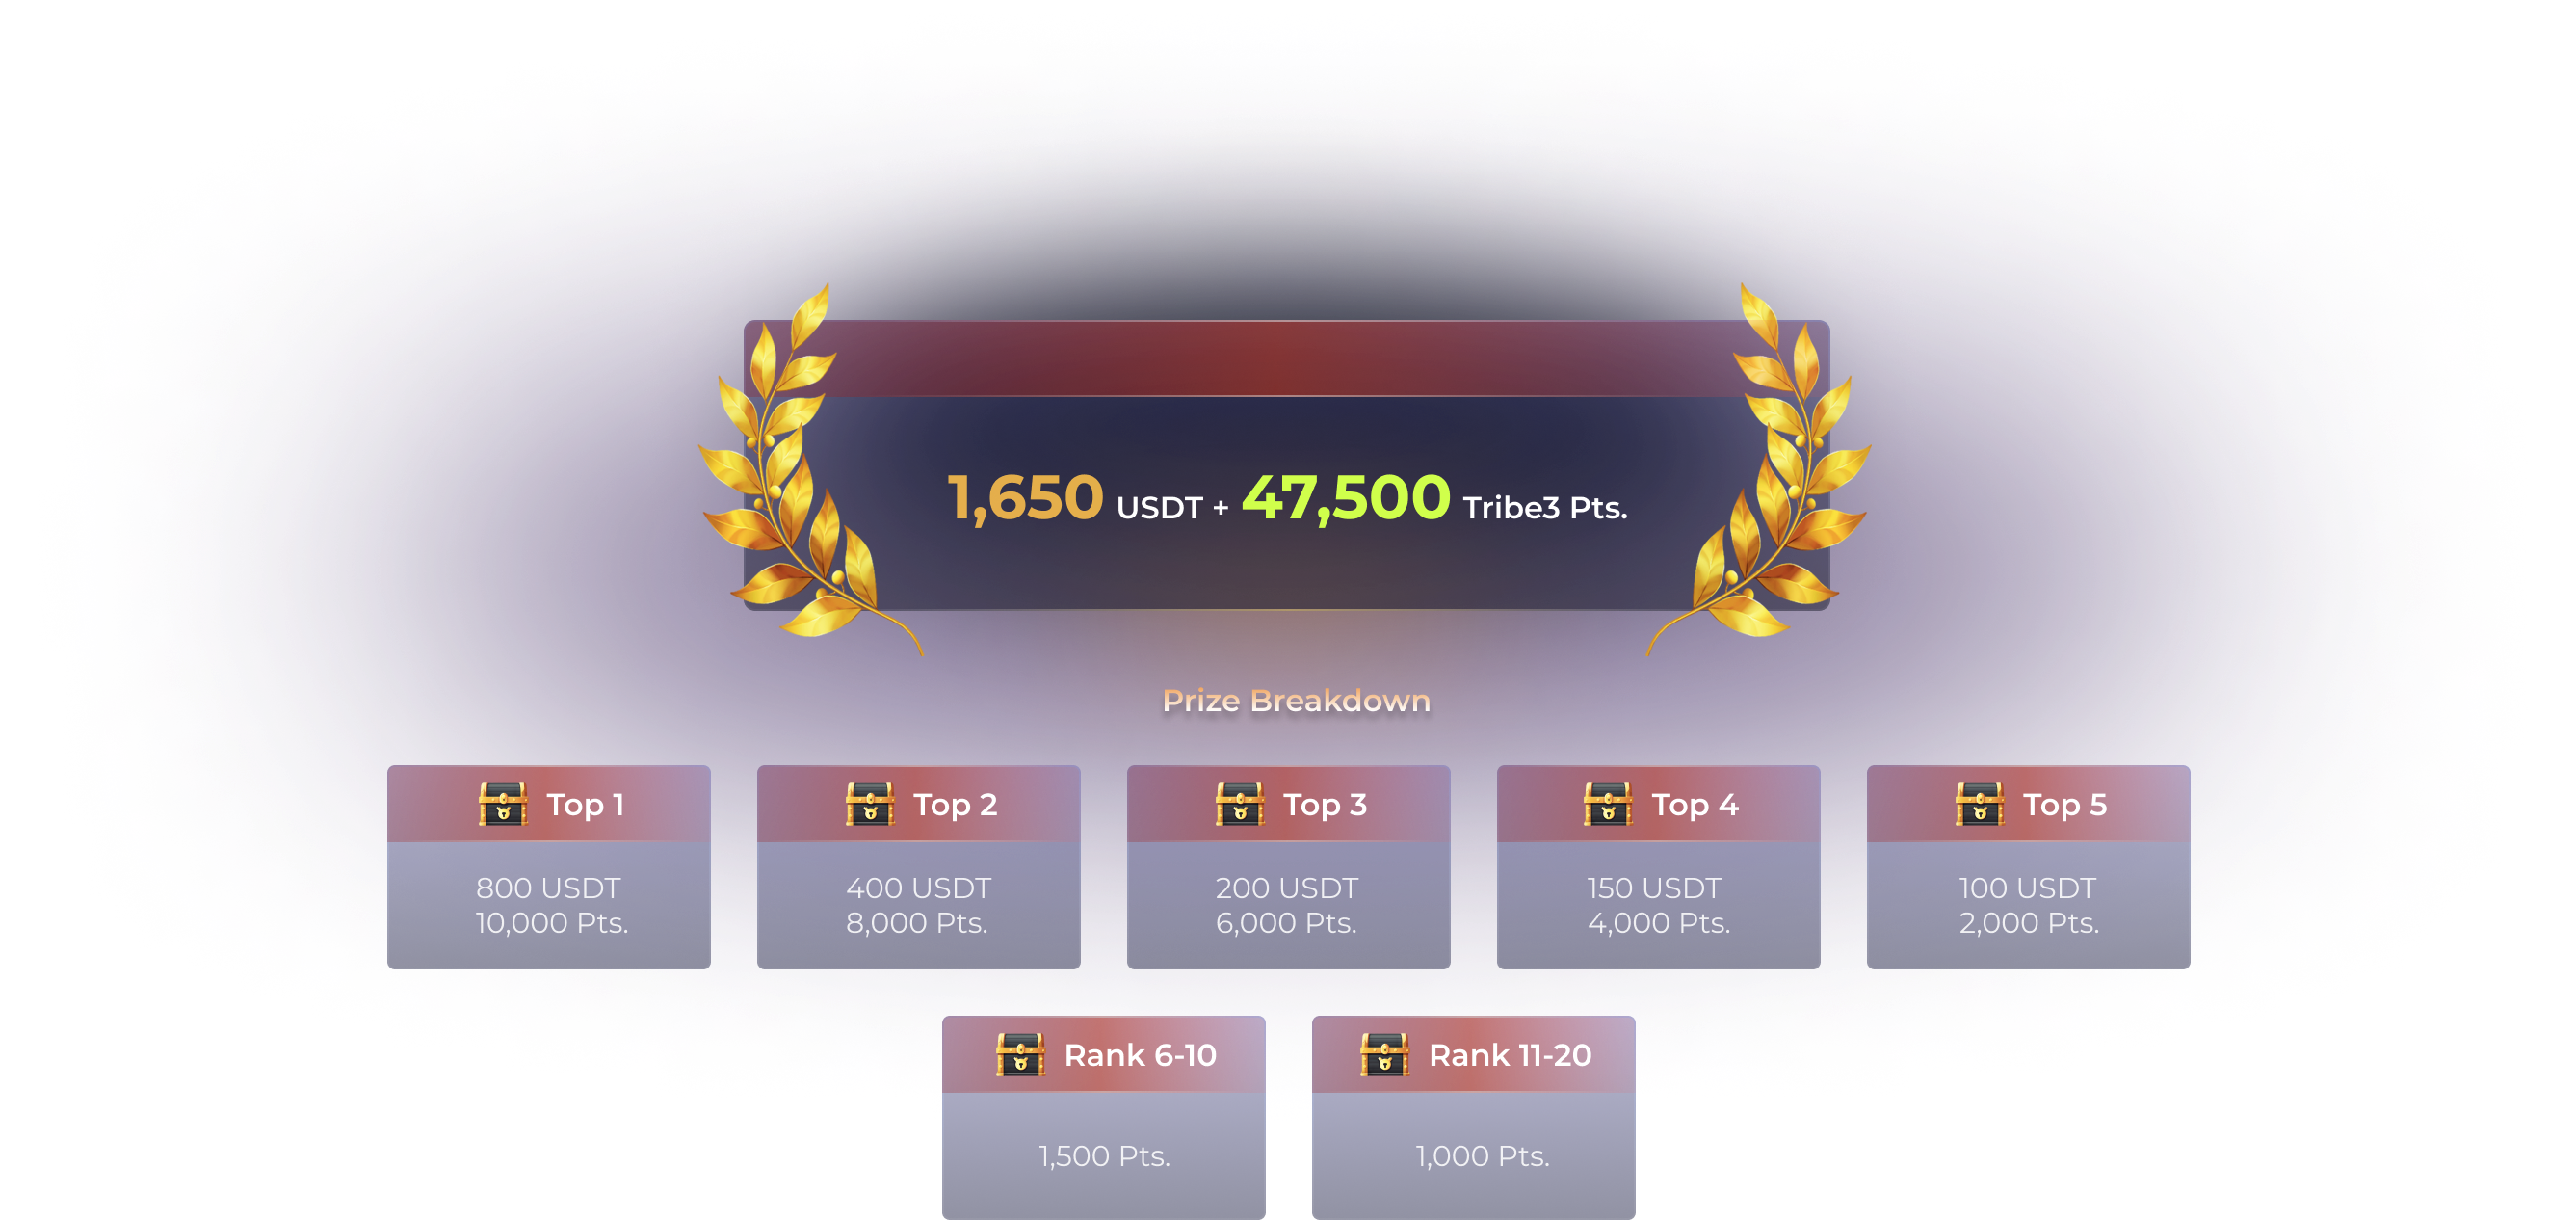 1,650 USDT + 47,500 Tribe3 Pts.
Prize Breakdown
Top 1
800 USDT
10,000 Pts.
Top 2
400 USDT
8,000 Pts.
Top 3
200 USDT
6,000 Pts.
Top 4
150 USDT
4,000 Pts.
Top 5
100 USDT
2,000 Pts.
Rank 6-10
1,500 Pts.
Rank 11-20
1,000 Pts.